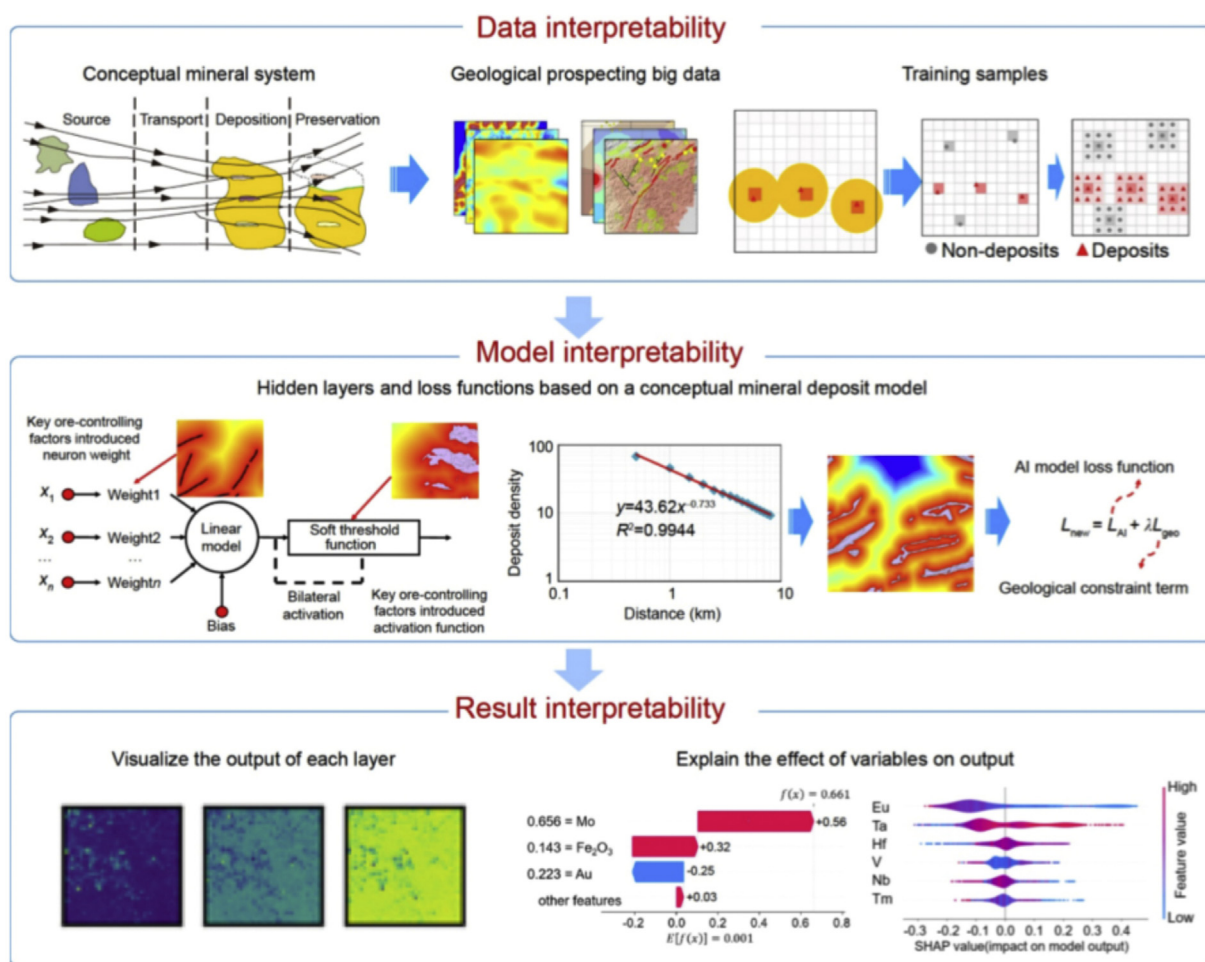 Data interpretability
Conceptual mineral system
Geological prospecting big data
Training samples
Source
Transport
Deposition
Preservation
Non-deposits
Deposits
Model interpretability
Hidden layers and loss functions based on a conceptual mineral deposit model
Key ore-controlling
factors introduced
neuron weight
X₁
Weight1
X₂
Weight2
...
...
Xₙ
Weightn
Linear
model
Bias
Soft threshold
function
Bilateral
activation
Key ore-controlling
factors introduced
activation function
Deposit density
100
10
1
y=43.62x⁻⁰·⁷³³
R²=0.9944
0.1
1.0
10
Distance (km)
AI model loss function
L_new = L_AI + λL_geo
Geological constraint term
Result interpretability
Visualize the output of each layer
Explain the effect of variables on output
f(x) = 0.661
0.656 = Mo
+0.56
0.143 = Fe₂O₃
+0.32
0.223 = Au
-0.25
other features
+0.03
-0.2
0.0
0.2
0.4
0.6
0.8
E[f(x)] = 0.001
Eu
Ta
Hf
V
Nb
Tm
-0.3
-0.2
-0.1
0.0
0.1
0.2
0.3
0.4
SHAP value(impact on model output)
High
Feature value
Low